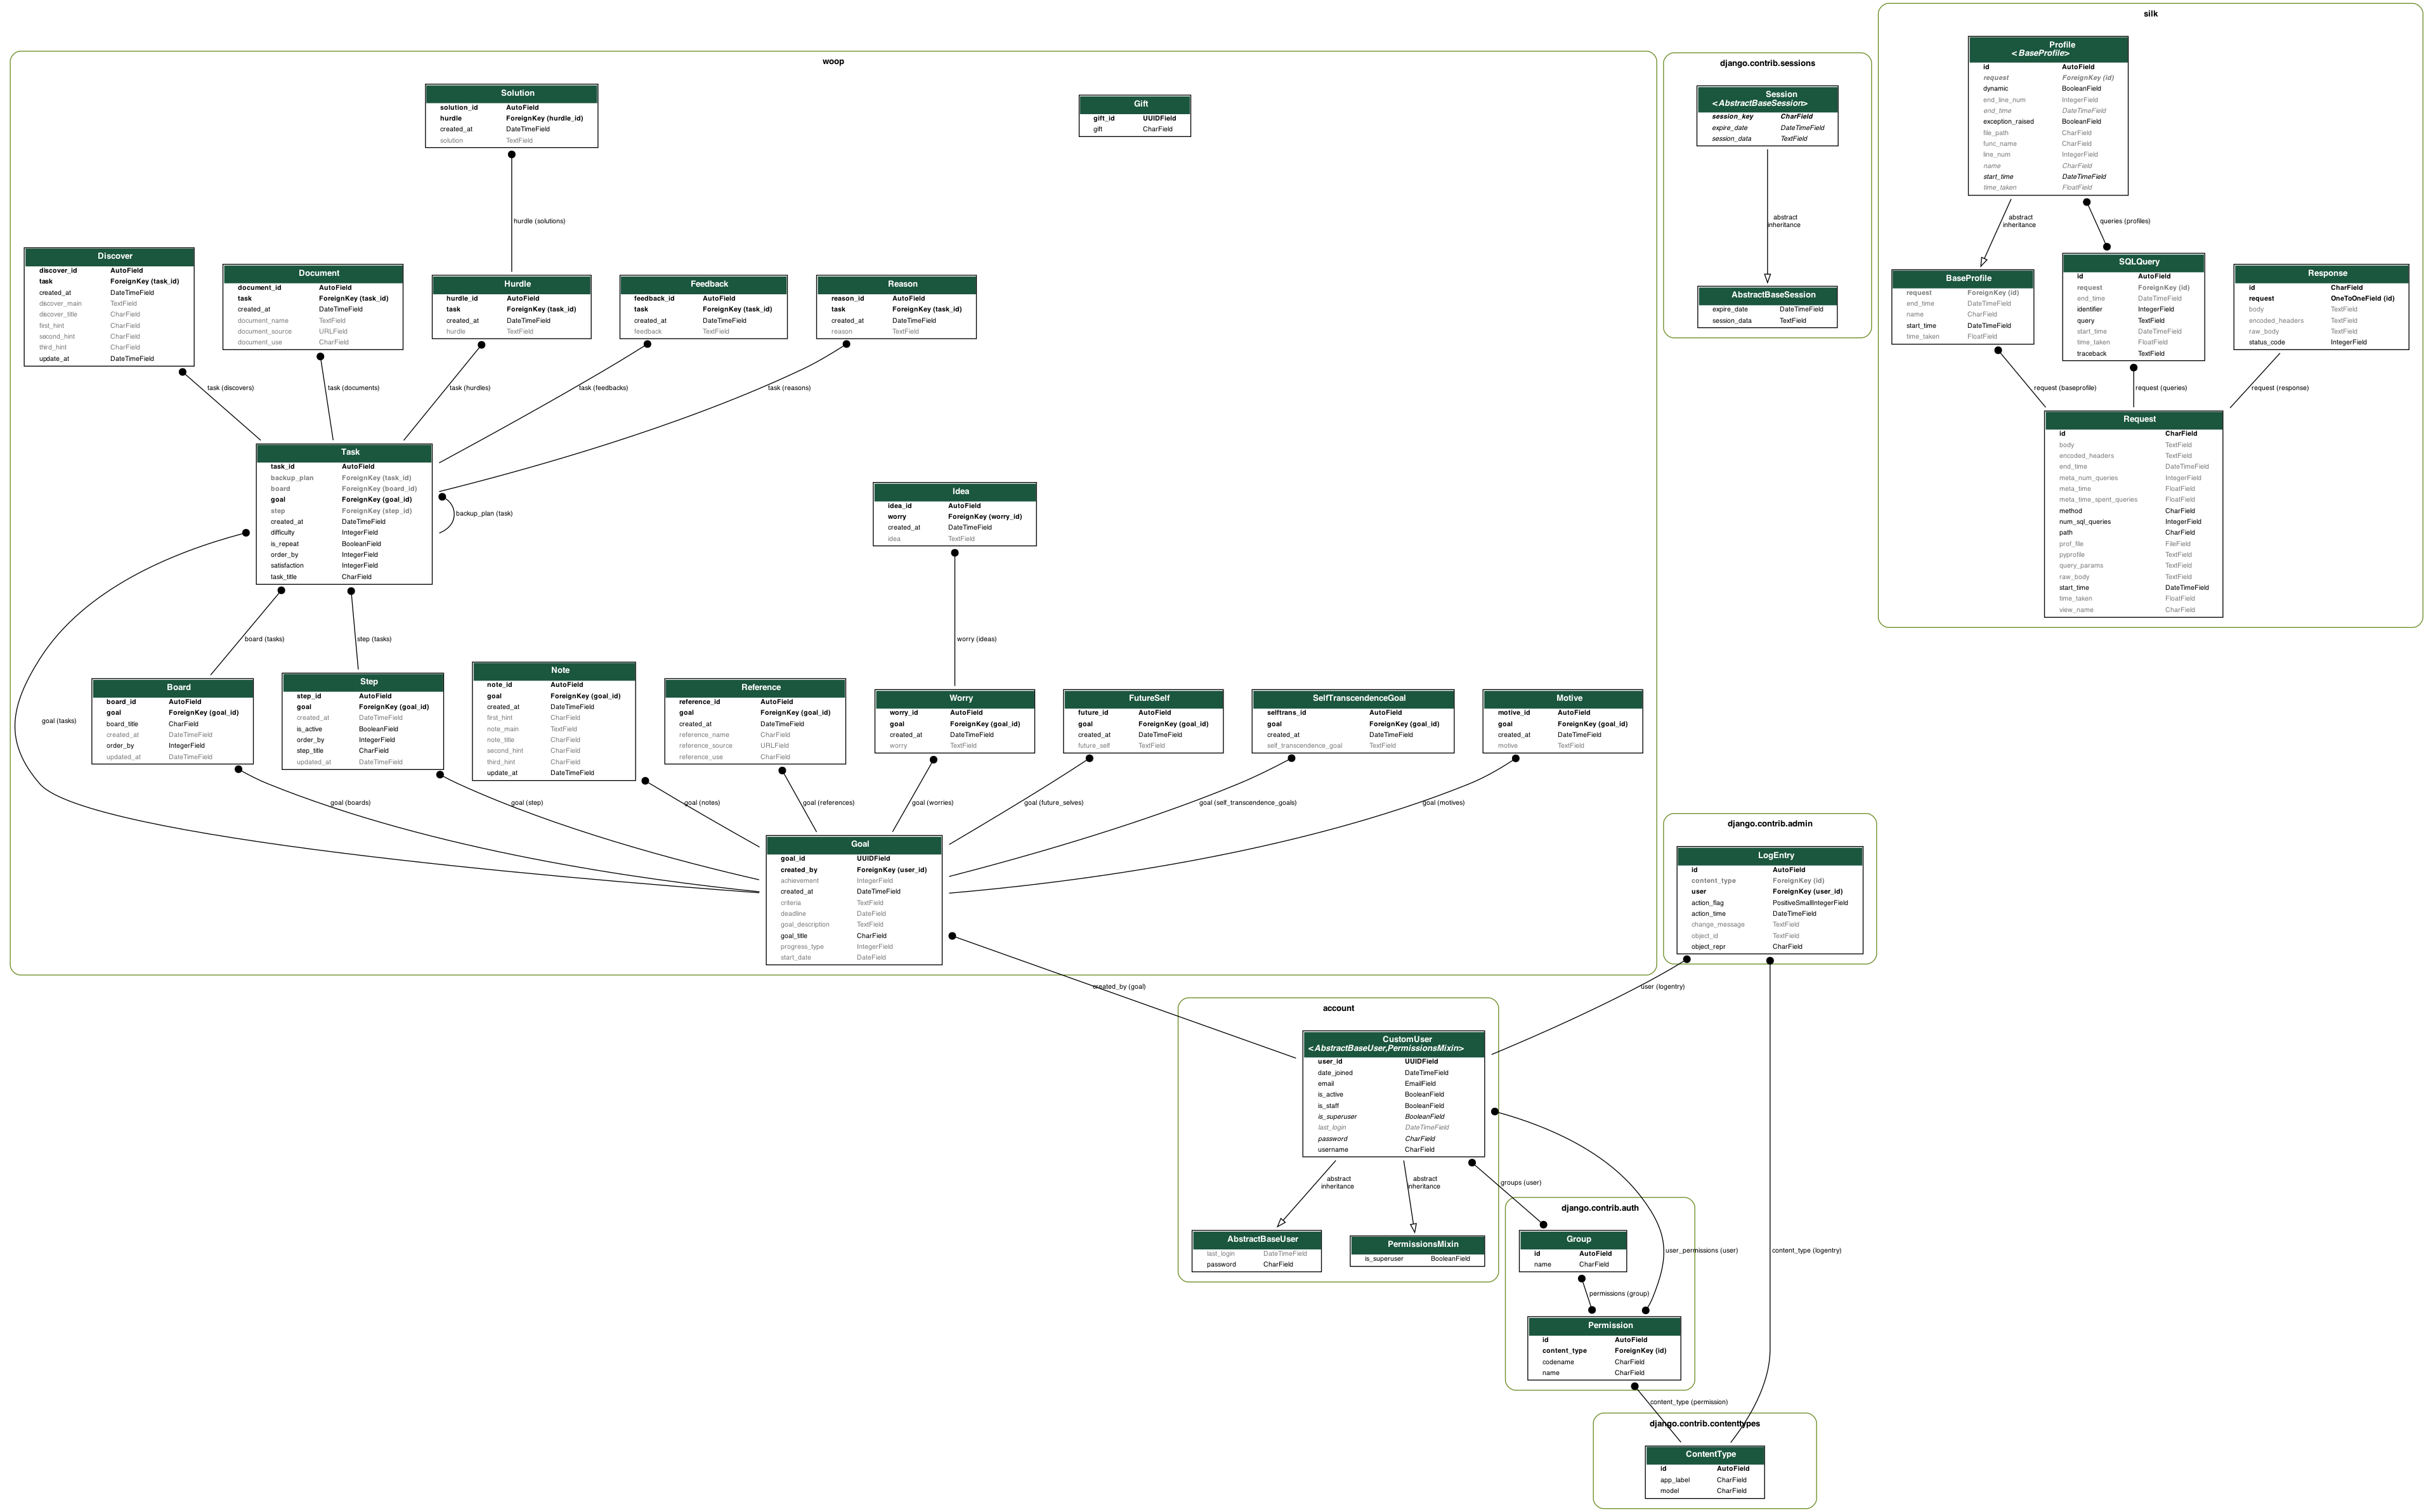 silk
Profile
<BaseProfile>
id AutoField
request ForeignKey (id)
dynamic BooleanField
end_line_num IntegerField
end_time DateTimeField
exception_raised BooleanField
file_path CharField
func_name CharField
line_num IntegerField
name CharField
start_time DateTimeField
time_taken FloatField
abstract
inheritance
queries (profiles)
BaseProfile
request ForeignKey (id)
end_time DateTimeField
name CharField
start_time DateTimeField
time_taken FloatField
SQLQuery
id AutoField
request ForeignKey (id)
end_time DateTimeField
identifier IntegerField
query TextField
start_time DateTimeField
time_taken FloatField
traceback TextField
Response
id CharField
request OneToOneField (id)
body TextField
encoded_headers TextField
raw_body TextField
status_code IntegerField
request (baseprofile)
request (queries)
request (response)
Request
id CharField
body TextField
encoded_headers TextField
end_time DateTimeField
meta_num_queries IntegerField
meta_time FloatField
meta_time_spent_queries FloatField
method CharField
num_sql_queries IntegerField
path CharField
prof_file FileField
pyprofile TextField
query_params TextField
raw_body TextField
start_time DateTimeField
time_taken FloatField
view_name CharField
woop
Solution
solution_id AutoField
hurdle ForeignKey (hurdle_id)
created_at DateTimeField
solution TextField
Gift
gift_id UUIDField
gift CharField
hurdle (solutions)
Discover
discover_id AutoField
task ForeignKey (task_id)
created_at DateTimeField
discover_main TextField
discover_title CharField
first_hint CharField
second_hint CharField
third_hint CharField
update_at DateTimeField
Document
document_id AutoField
task ForeignKey (task_id)
created_at DateTimeField
document_name TextField
document_source URLField
document_use CharField
Hurdle
hurdle_id AutoField
task ForeignKey (task_id)
created_at DateTimeField
hurdle TextField
Feedback
feedback_id AutoField
task ForeignKey (task_id)
created_at DateTimeField
feedback TextField
Reason
reason_id AutoField
task ForeignKey (task_id)
created_at DateTimeField
reason TextField
task (discovers)
task (documents)
task (hurdles)
task (feedbacks)
task (reasons)
Task
task_id AutoField
backup_plan ForeignKey (task_id)
board ForeignKey (board_id)
goal ForeignKey (goal_id)
step ForeignKey (step_id)
created_at DateTimeField
difficulty IntegerField
is_repeat BooleanField
order_by IntegerField
satisfaction IntegerField
task_title CharField
backup_plan (task)
Idea
idea_id AutoField
worry ForeignKey (worry_id)
created_at DateTimeField
idea TextField
board (tasks)
step (tasks)
worry (ideas)
goal (tasks)
Board
board_id AutoField
goal ForeignKey (goal_id)
board_title CharField
created_at DateTimeField
order_by IntegerField
updated_at DateTimeField
Step
step_id AutoField
goal ForeignKey (goal_id)
created_at DateTimeField
is_active BooleanField
order_by IntegerField
step_title CharField
updated_at DateTimeField
Note
note_id AutoField
goal ForeignKey (goal_id)
created_at DateTimeField
first_hint CharField
note_main TextField
note_title CharField
second_hint CharField
third_hint CharField
update_at DateTimeField
Reference
reference_id AutoField
goal ForeignKey (goal_id)
created_at DateTimeField
reference_name CharField
reference_source URLField
reference_use CharField
Worry
worry_id AutoField
goal ForeignKey (goal_id)
created_at DateTimeField
worry TextField
FutureSelf
future_id AutoField
goal ForeignKey (goal_id)
created_at DateTimeField
future_self TextField
SelfTranscendenceGoal
selftrans_id AutoField
goal ForeignKey (goal_id)
created_at DateTimeField
self_transcendence_goal TextField
Motive
motive_id AutoField
goal ForeignKey (goal_id)
created_at DateTimeField
motive TextField
goal (boards)
goal (step)
goal (notes)
goal (references)
goal (worries)
goal (future_selves)
goal (self_transcendence_goals)
goal (motives)
Goal
goal_id UUIDField
created_by ForeignKey (user_id)
achievement IntegerField
created_at DateTimeField
criteria TextField
deadline DateField
goal_description TextField
goal_title CharField
progress_type IntegerField
start_date DateField
django.contrib.sessions
Session
<AbstractBaseSession>
session_key CharField
expire_date DateTimeField
session_data TextField
abstract
inheritance
AbstractBaseSession
expire_date DateTimeField
session_data TextField
django.contrib.admin
LogEntry
id AutoField
content_type ForeignKey (id)
user ForeignKey (user_id)
action_flag PositiveSmallIntegerField
action_time DateTimeField
change_message TextField
object_id TextField
object_repr CharField
created_by (goal)
user (logentry)
account
CustomUser
<AbstractBaseUser,PermissionsMixin>
user_id UUIDField
date_joined DateTimeField
email EmailField
is_active BooleanField
is_staff BooleanField
is_superuser BooleanField
last_login DateTimeField
password CharField
username CharField
abstract
inheritance
abstract
inheritance
groups (user)
AbstractBaseUser
last_login DateTimeField
password CharField
PermissionsMixin
is_superuser BooleanField
django.contrib.auth
Group
id AutoField
name CharField
user_permissions (user)
content_type (logentry)
permissions (group)
Permission
id AutoField
content_type ForeignKey (id)
codename CharField
name CharField
content_type (permission)
django.contrib.contenttypes
ContentType
id AutoField
app_label CharField
model CharField